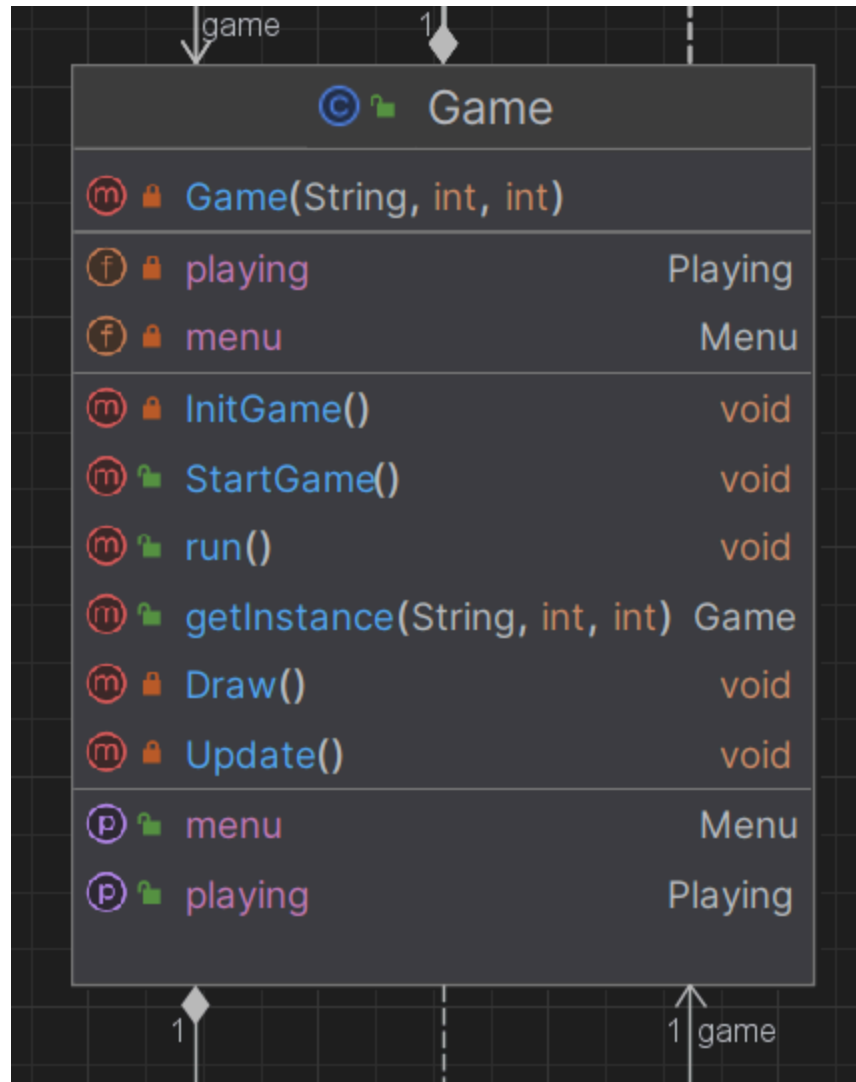 game 1
Game
Game(String, int, int)
playing Playing
menu Menu
InitGame() void
StartGame() void
run() void
getInstance(String, int, int) Game
Draw() void
Update() void
menu Menu
playing Playing
1 1 game